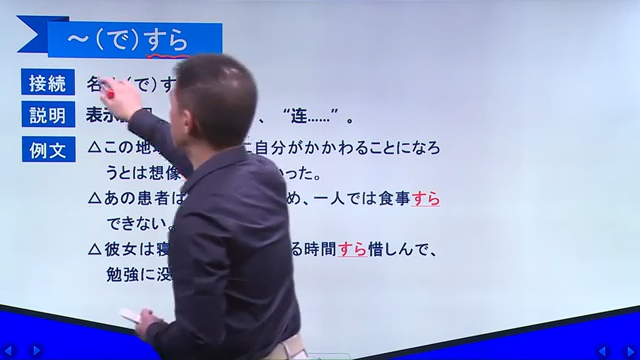 ～（で）すら
接続 名 （で）す
説明 表示 、“连……”。
例文 △この地 に自分がかかわることになろ
うとは想像 かった。
△あの患者は め、一人では食事すら
できない。
△彼女は寝 る時間すら惜しんで、
勉強に没